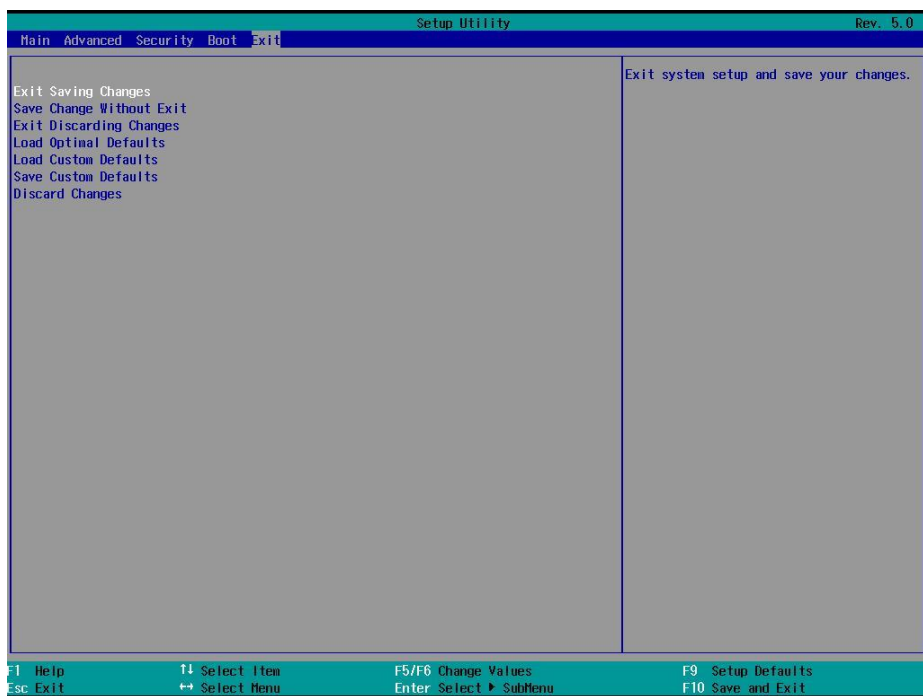 Setup Utility Rev. 5.0
Main Advanced Security Boot Exit
Exit system setup and save your changes.
Exit Saving Changes
Save Change Without Exit
Exit Discarding Changes
Load Optimal Defaults
Load Custom Defaults
Save Custom Defaults
Discard Changes
F1 Help ↑↓ Select Item F5/F6 Change Values F9 Setup Defaults
Esc Exit ↔ Select Menu Enter Select ▶ SubMenu F10 Save and Exit